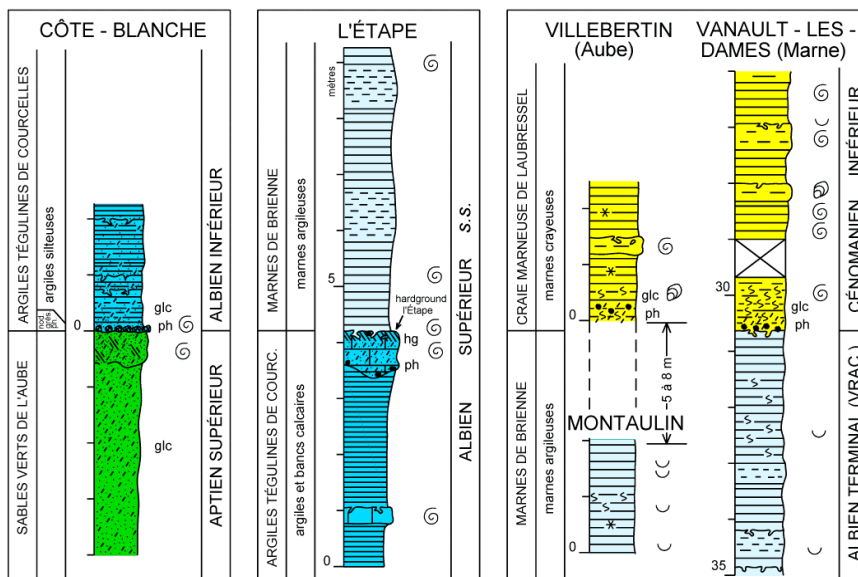 CÔTE - BLANCHE
ARGILES TÉGULINES DE COURCELLES
argiles silteuses
nod grès ph
ALBIEN INFÉRIEUR
0
glc
ph
SABLES VERTS DE L'AUBE
glc
APTIEN SUPÉRIEUR
L'ÉTAPE
mètres
MARNES DE BRIENNE
marnes argileuses
5
hardground
l'Étape
hg
ph
ARGILES TÉGULINES DE COURC.
argiles et bancs calcaires
0
ALBIEN SUPÉRIEUR S.S.
VILLEBERTIN
(Aube)
CRAIE MARNEUSE DE LAUBRESSEL
marnes crayeuses
glc
ph
0
~5 à 8 m
MONTAULIN
MARNES DE BRIENNE
marnes argileuses
0
VANAULT - LES -
DAMES (Marne)
30
glc
ph
35
CÉNOMANIEN INFÉRIEUR
ALBIEN TERMINAL (VRAC.)